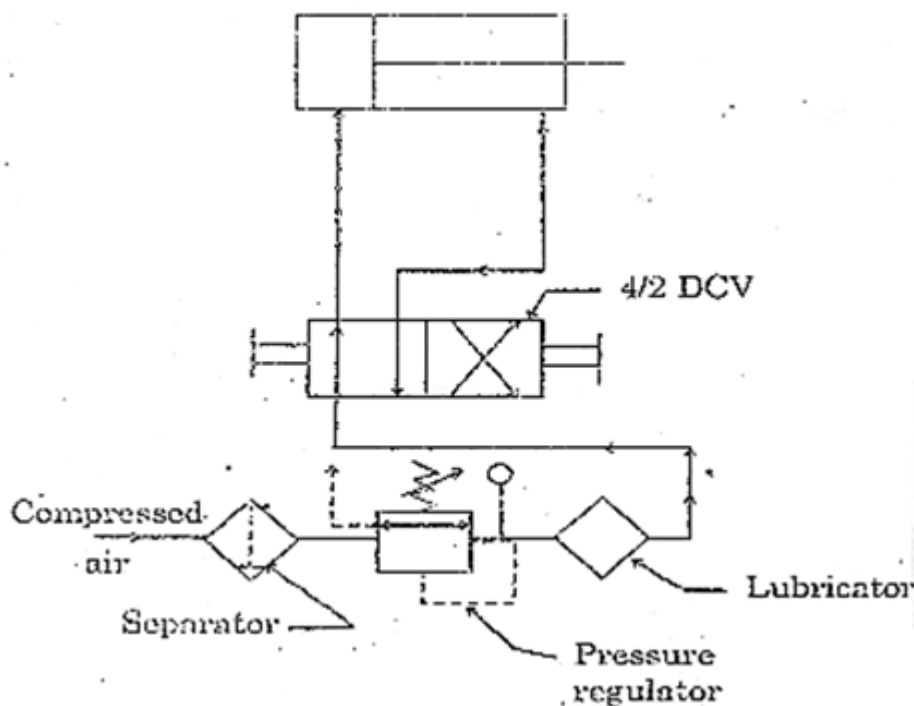 4/2 DCV
Compressed
air
Separator
Lubricator
Pressure
regulator